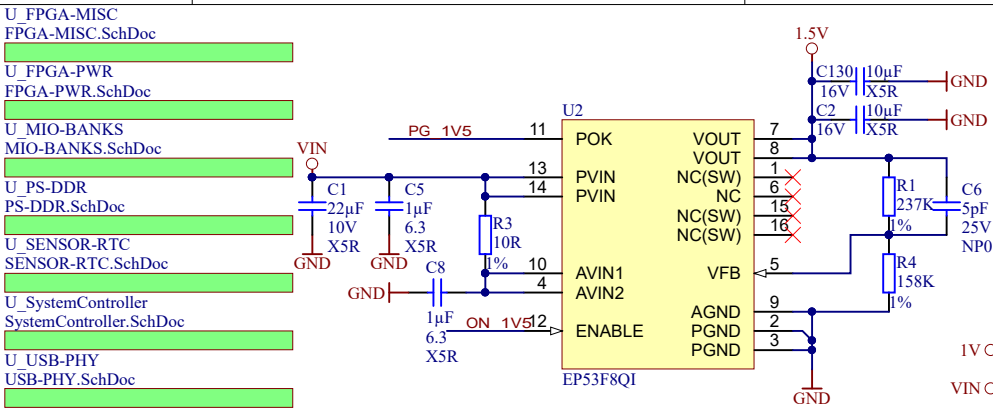 U_FPGA-MISC
FPGA-MISC.SchDoc
U_FPGA-PWR
FPGA-PWR.SchDoc
U_MIO-BANKS
MIO-BANKS.SchDoc
U_PS-DDR
PS-DDR.SchDoc
U_SENSOR-RTC
SENSOR-RTC.SchDoc
U_SystemController
SystemController.SchDoc
U_USB-PHY
USB-PHY.SchDoc
VIN
C1
22µF
10V
X5R
GND
C5
1µF
6.3
X5R
GND
R3
10R
1%
GND
C8
1µF
6.3
X5R
PG_1V5
ON_1V5
U2
11 POK
13 PVIN
14 PVIN
10 AVIN1
4 AVIN2
12 ENABLE
VOUT 7
VOUT 8
NC(SW) 1
NC 6
NC(SW) 15
NC(SW) 16
VFB 5
AGND 9
PGND 2
PGND 3
EP53F8QI
1.5V
C130 10µF
16V X5R
GND
C2 10µF
16V X5R
GND
R1
237K
1%
C6
5pF
25V
NP0
R4
158K
1%
GND
1V
VIN